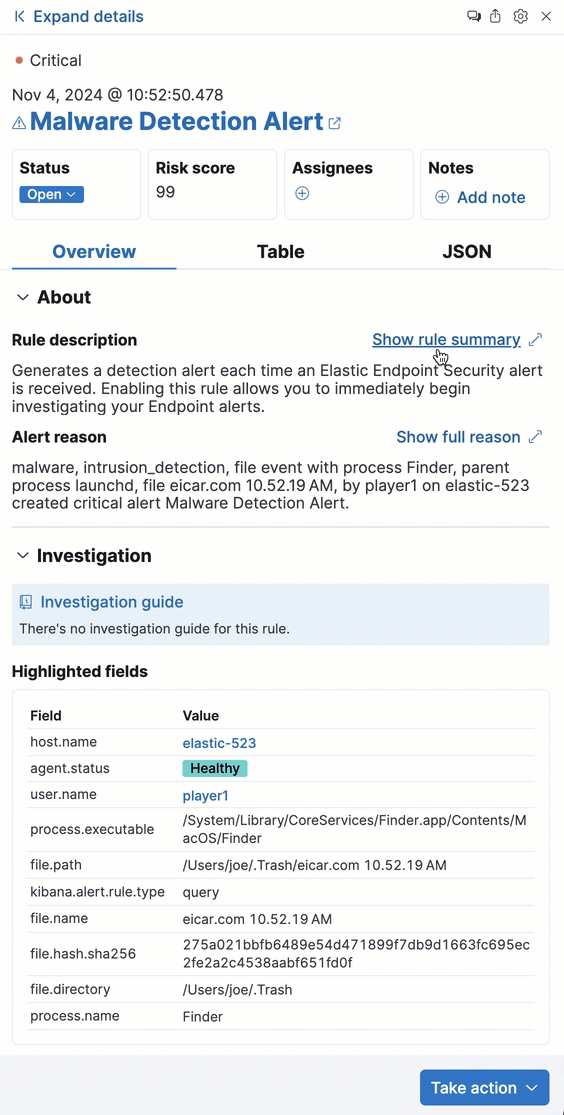 Expand details
Critical
Nov 4, 2024 @ 10:52:50.478
Malware Detection Alert
Status
Open
Risk score
99
Assignees
Notes
Add note
Overview
Table
JSON
About
Rule description
Show rule summary
Generates a detection alert each time an Elastic Endpoint Security alert
is received. Enabling this rule allows you to immediately begin
investigating your Endpoint alerts.
Alert reason
Show full reason
malware, intrusion_detection, file event with process Finder, parent
process launchd, file eicar.com 10.52.19 AM, by player1 on elastic-523
created critical alert Malware Detection Alert.
Investigation
Investigation guide
There's no investigation guide for this rule.
Highlighted fields
Field Value
host.name elastic-523
agent.status Healthy
user.name player1
process.executable /System/Library/CoreServices/Finder.app/Contents/M
acOS/Finder
file.path /Users/joe/.Trash/eicar.com 10.52.19 AM
kibana.alert.rule.type query
file.name eicar.com 10.52.19 AM
file.hash.sha256 275a021bbfb6489e54d471899f7db9d1663fc695ec
2fe2a2c4538aabf651fd0f
file.directory /Users/joe/.Trash
process.name Finder
Take action